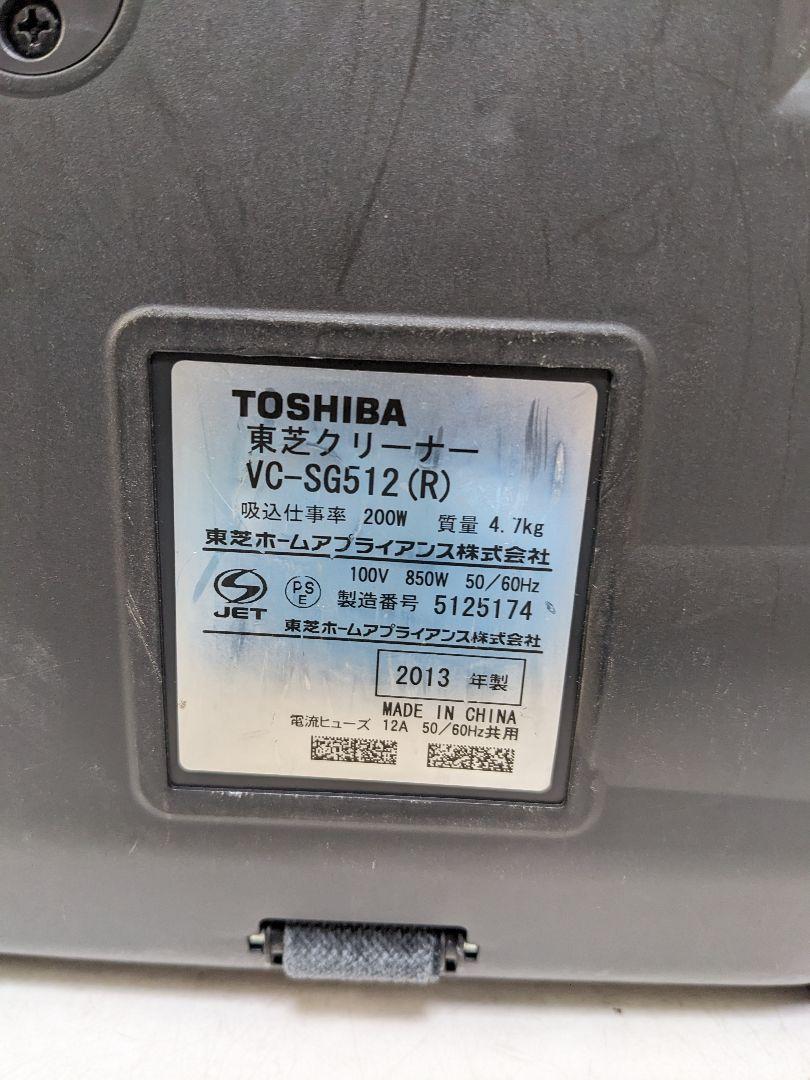 TOSHIBA
東芝クリーナー
VC-SG512(R)
吸込仕事率 200W 質量 4.7kg
東芝ホームアプライアンス株式会社
100V 850W 50/60Hz
JET
PS
E
製造番号 5125174
東芝ホームアプライアンス株式会社
2013 年製
MADE IN CHINA
電流ヒューズ 12A 50/60Hz共用